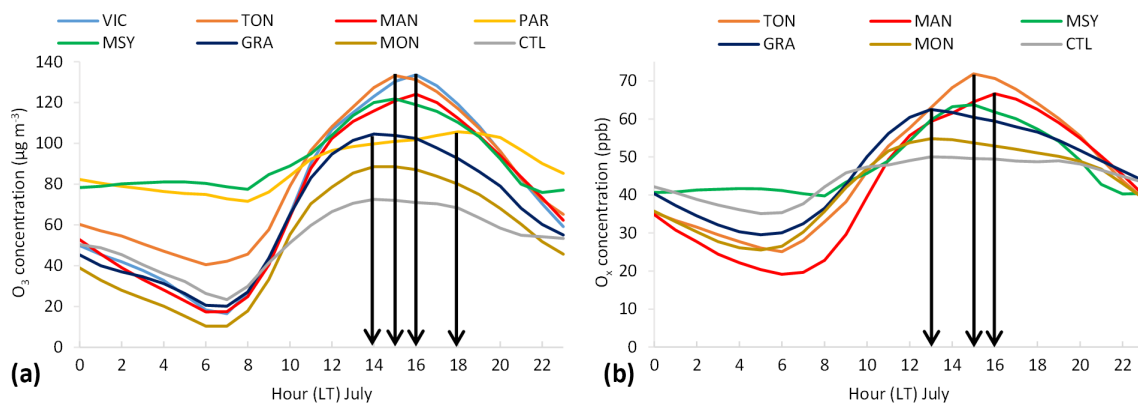 VIC TON MAN PAR
MSY GRA MON CTL
O₃ concentration (µg m⁻³)
140
120
100
80
60
40
20
0
0 2 4 6 8 10 12 14 16 18 20 22
Hour (LT) July
(a)
TON MAN MSY
GRA MON CTL
Oₓ concentration (ppb)
70
60
50
40
30
20
10
0
0 2 4 6 8 10 12 14 16 18 20 22
Hour (LT) July
(b)